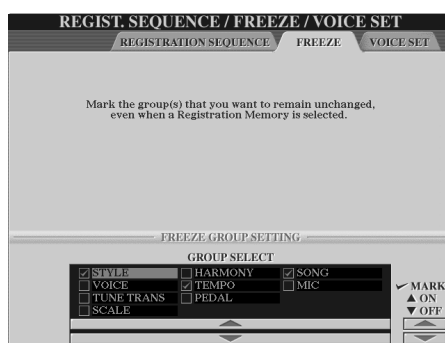 REGIST. SEQUENCE / FREEZE / VOICE SET
REGISTRATION SEQUENCE FREEZE VOICE SET
Mark the group(s) that you want to remain unchanged,
even when a Registration Memory is selected.
FREEZE GROUP SETTING
GROUP SELECT
STYLE HARMONY SONG
VOICE TEMPO MIC
TUNE TRANS PEDAL
SCALE
MARK
▲ ON
▼ OFF